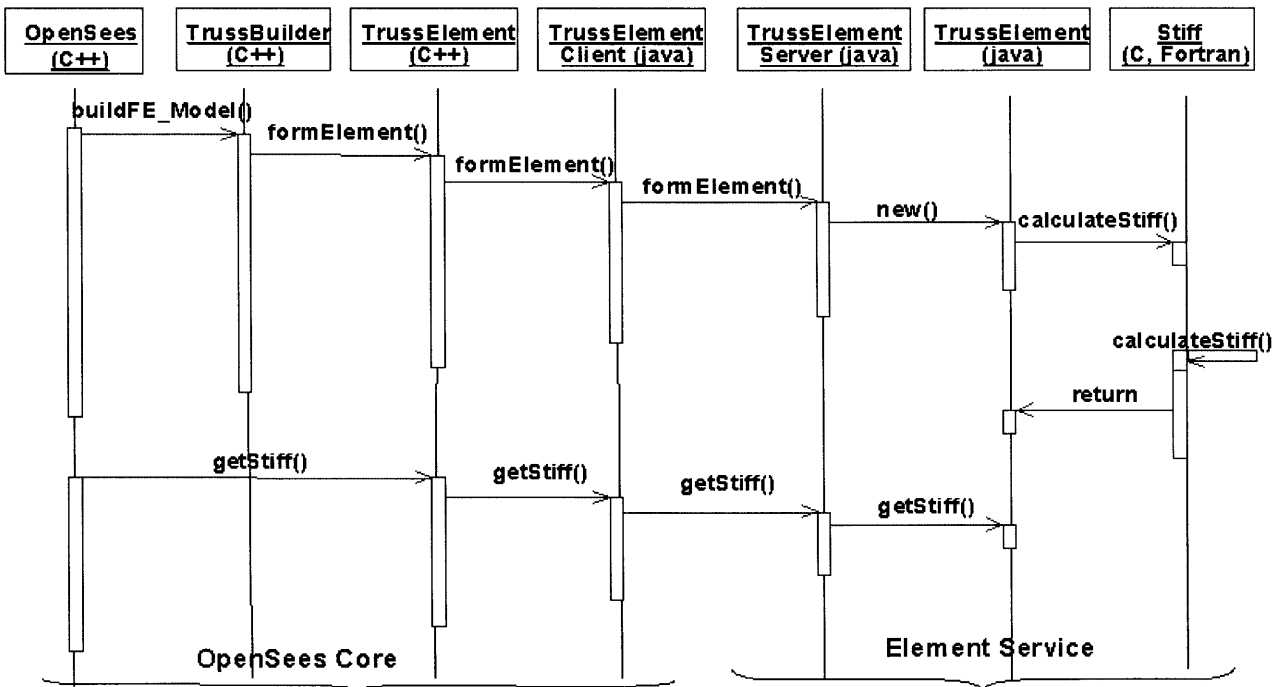 OpenSees
(C++)
TrussBuilder
(C++)
TrussElement
(C++)
TrussElement
Client (java)
TrussElement
Server (java)
TrussElement
(java)
Stiff
(C, Fortran)
buildFE_Model()
formElement()
formElement()
formElement()
new()
calculateStiff()
calculateStiff()
return
getStiff()
getStiff()
getStiff()
getStiff()
OpenSees Core
Element Service